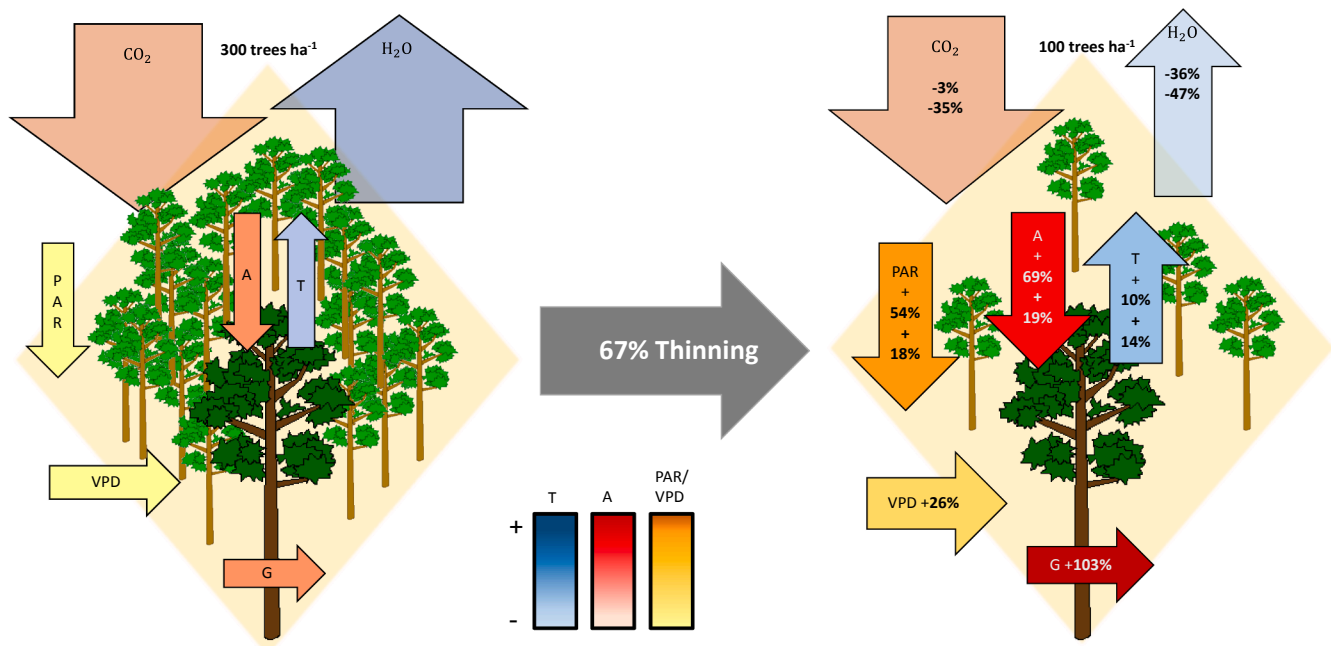 CO₂
300 trees ha⁻¹
H₂O
P
A
R
A
T
VPD
G
67% Thinning
T
A
PAR/
VPD
+
-
CO₂
-3%
-35%
100 trees ha⁻¹
H₂O
-36%
-47%
PAR
+
54%
+
18%
A
+
69%
+
19%
T
+
10%
+
14%
VPD +26%
G +103%